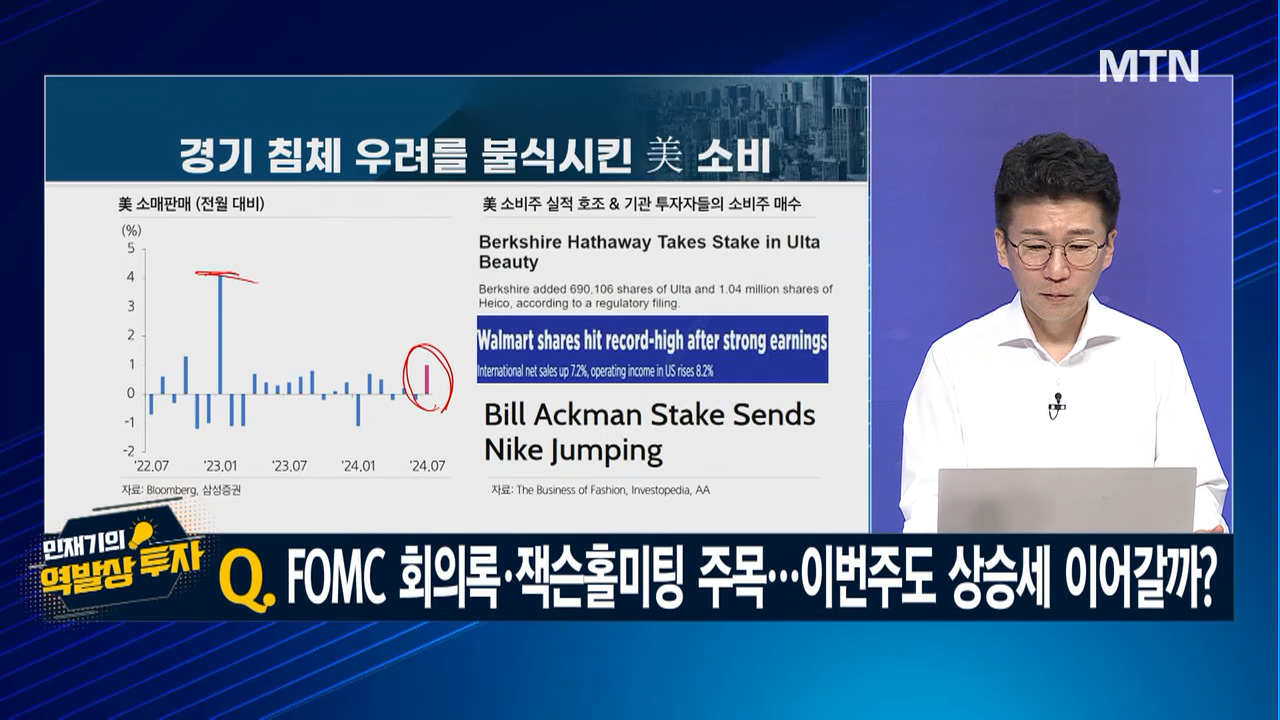 MTN
경기 침체 우려를 불식시킨 美 소비
美 소매판매 (전월 대비)
(%)
5
4
3
2
1
0
-1
-2
'22.07
'23.01
'23.07
'24.01
'24.07
자료: Bloomberg, 삼성증권
美 소비주 실적 호조 & 기관 투자자들의 소비주 매수
Berkshire Hathaway Takes Stake in Ulta
Beauty
Berkshire added 690,106 shares of Ulta and 1.04 million shares of
Heico, according to a regulatory filing.
Walmart shares hit record-high after strong earnings
International net sales up 7.2%, operating income in US rises 8.2%
Bill Ackman Stake Sends
Nike Jumping
자료: The Business of Fashion, Investopedia, AA
민재기의
역발상 투자
Q. FOMC 회의록·잭슨홀미팅 주목…이번주도 상승세 이어갈까?